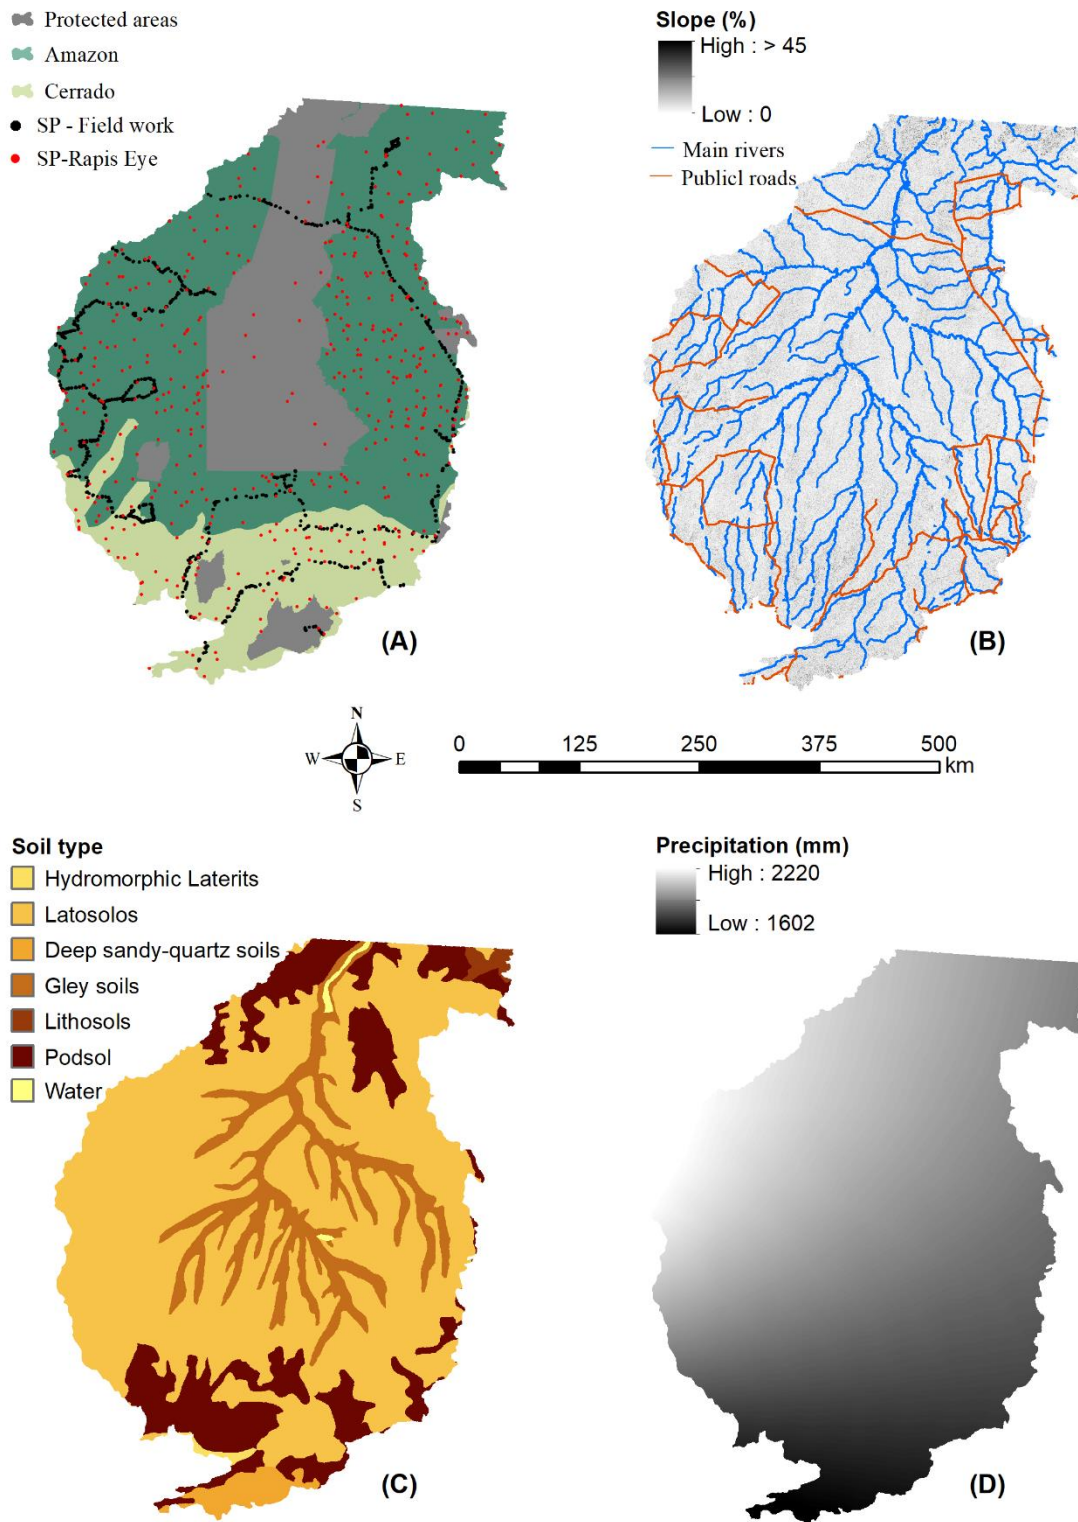 Protected areas
Amazon
Cerrado
SP - Field work
SP-Rapis Eye
(A)
Slope (%)
High : > 45
Low : 0
Main rivers
Publicl roads
(B)
N
W E
S
0 125 250 375 500
km
Soil type
Hydromorphic Laterits
Latosolos
Deep sandy-quartz soils
Gley soils
Lithosols
Podsol
Water
(C)
Precipitation (mm)
High : 2220
Low : 1602
(D)